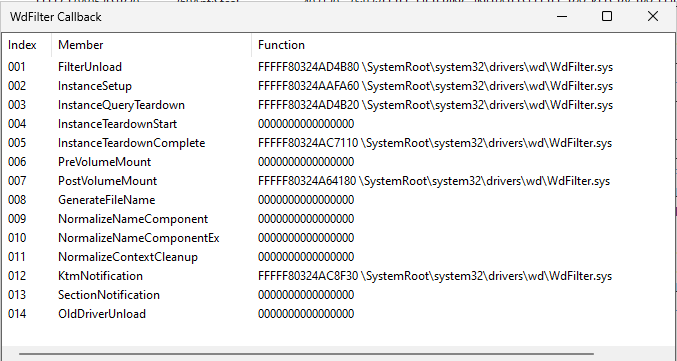 WdFilter Callback
Index Member Function
001 FilterUnload FFFFF80324AD4B80 \SystemRoot\system32\drivers\wd\WdFilter.sys
002 InstanceSetup FFFFF80324AAFA60 \SystemRoot\system32\drivers\wd\WdFilter.sys
003 InstanceQueryTeardown FFFFF80324AD4B20 \SystemRoot\system32\drivers\wd\WdFilter.sys
004 InstanceTeardownStart 0000000000000000
005 InstanceTeardownComplete FFFFF80324AC7110 \SystemRoot\system32\drivers\wd\WdFilter.sys
006 PreVolumeMount 0000000000000000
007 PostVolumeMount FFFFF80324A64180 \SystemRoot\system32\drivers\wd\WdFilter.sys
008 GenerateFileName 0000000000000000
009 NormalizeNameComponent 0000000000000000
010 NormalizeNameComponentEx 0000000000000000
011 NormalizeContextCleanup 0000000000000000
012 KtmNotification FFFFF80324AC8F30 \SystemRoot\system32\drivers\wd\WdFilter.sys
013 SectionNotification 0000000000000000
014 OldDriverUnload 0000000000000000